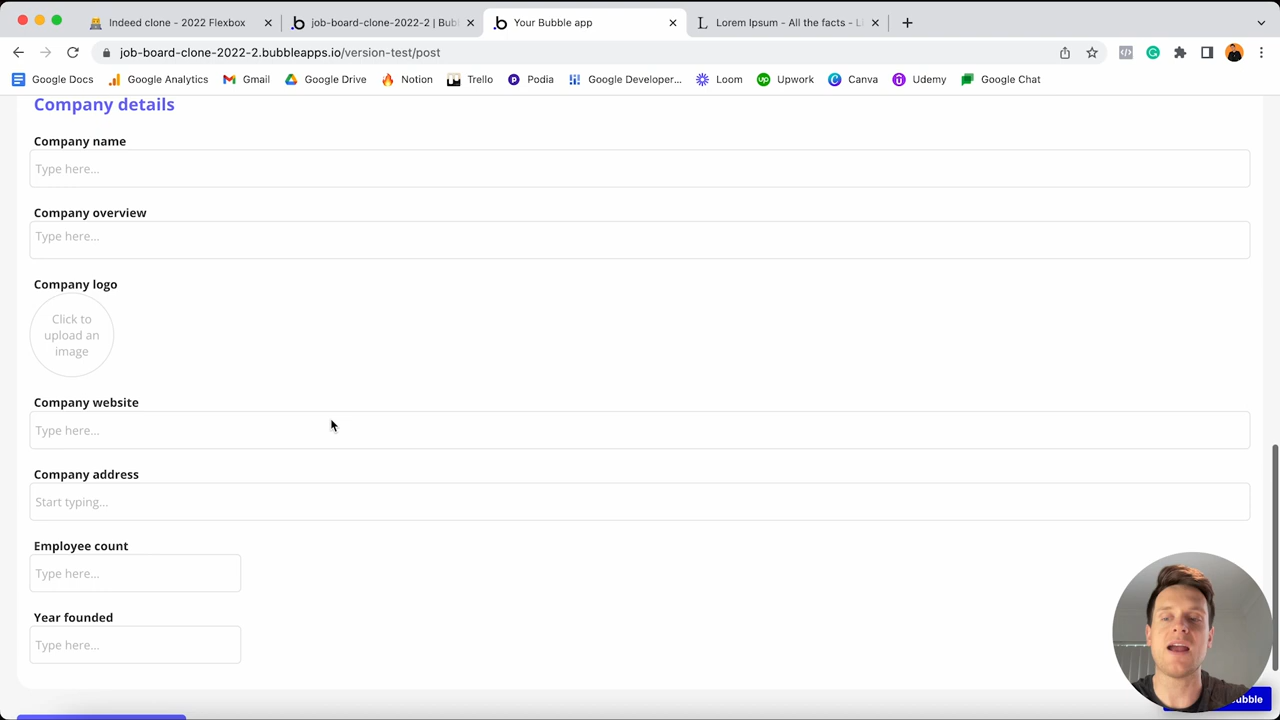 Indeed clone - 2022 Flexbox
job-board-clone-2022-2 | Bubl
Your Bubble app
Lorem Ipsum - All the facts - Li
job-board-clone-2022-2.bubbleapps.io/version-test/post
Google Docs
Google Analytics
Gmail
Google Drive
Notion
Trello
Podia
Google Developer...
Loom
Upwork
Canva
Udemy
Google Chat
Company details
Company name
Type here...
Company overview
Type here...
Company logo
Click to
upload an
image
Company website
Type here...
Company address
Start typing...
Employee count
Type here...
Year founded
Type here...
ubble